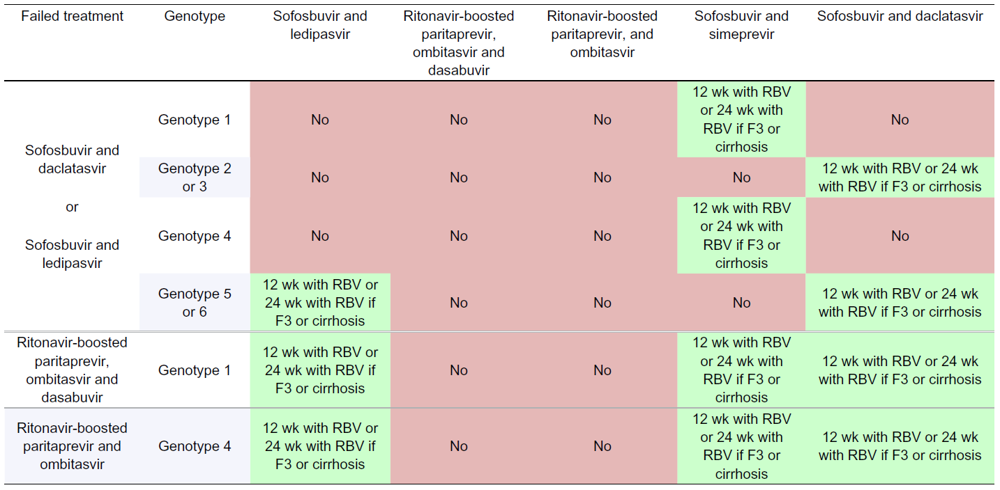 Failed treatment
Genotype
Sofosbuvir and
ledipasvir
Ritonavir-boosted
paritaprevir,
ombitasvir and
dasabuvir
Ritonavir-boosted
paritaprevir, and
ombitasvir
Sofosbuvir and
simeprevir
Sofosbuvir and daclatasvir
Sofosbuvir and
daclatasvir
or
Sofosbuvir and
ledipasvir
Genotype 1
No
No
No
12 wk with RBV
or 24 wk with
RBV if F3 or
cirrhosis
No
Genotype 2
or 3
No
No
No
No
12 wk with RBV or 24 wk
with RBV if F3 or cirrhosis
Genotype 4
No
No
No
12 wk with RBV
or 24 wk with
RBV if F3 or
cirrhosis
No
Genotype 5
or 6
12 wk with RBV or
24 wk with RBV if
F3 or cirrhosis
No
No
No
12 wk with RBV or 24 wk
with RBV if F3 or cirrhosis
Ritonavir-boosted
paritaprevir,
ombitasvir and
dasabuvir
Genotype 1
12 wk with RBV or
24 wk with RBV if
F3 or cirrhosis
No
No
12 wk with RBV
or 24 wk with
RBV if F3 or
cirrhosis
12 wk with RBV or 24 wk
with RBV if F3 or cirrhosis
Ritonavir-boosted
paritaprevir and
ombitasvir
Genotype 4
12 wk with RBV or
24 wk with RBV if
F3 or cirrhosis
No
No
12 wk with RBV
or 24 wk with
RBV if F3 or
cirrhosis
12 wk with RBV or 24 wk
with RBV if F3 or cirrhosis